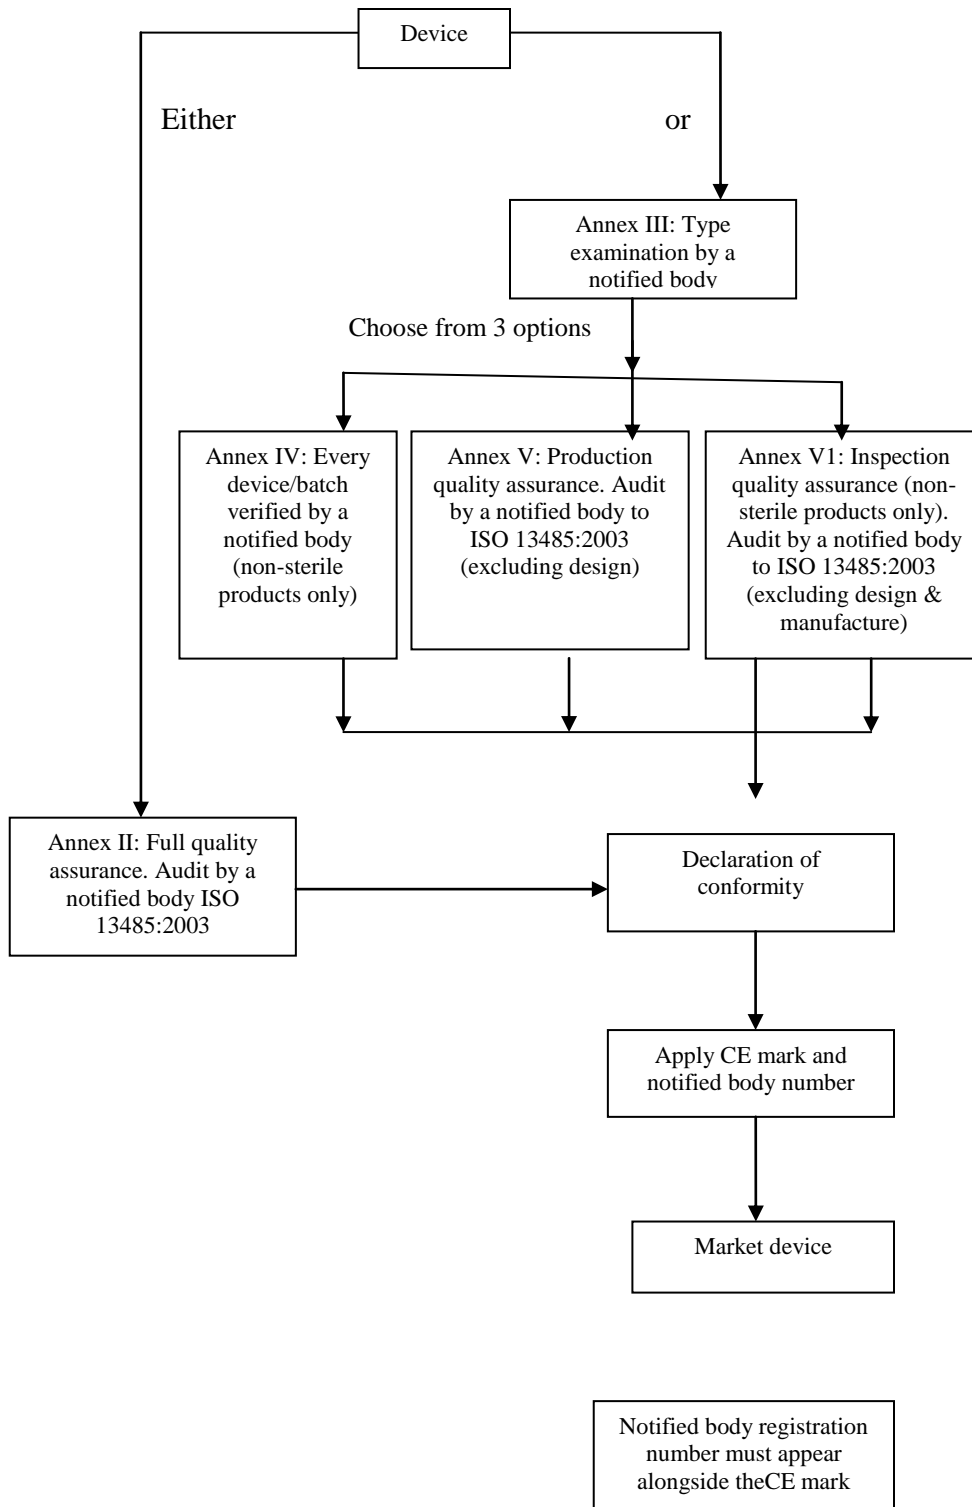 Device
Either
or
Annex III: Type
examination by a
notified body
Choose from 3 options
Annex IV: Every
device/batch
verified by a
notified body
(non-sterile
products only)
Annex V: Production
quality assurance. Audit
by a notified body to
ISO 13485:2003
(excluding design)
Annex V1: Inspection
quality assurance (non-
sterile products only).
Audit by a notified body
to ISO 13485:2003
(excluding design &
manufacture)
Annex II: Full quality
assurance. Audit by a
notified body ISO
13485:2003
Declaration of
conformity
Apply CE mark and
notified body number
Market device
Notified body registration
number must appear
alongside theCE mark